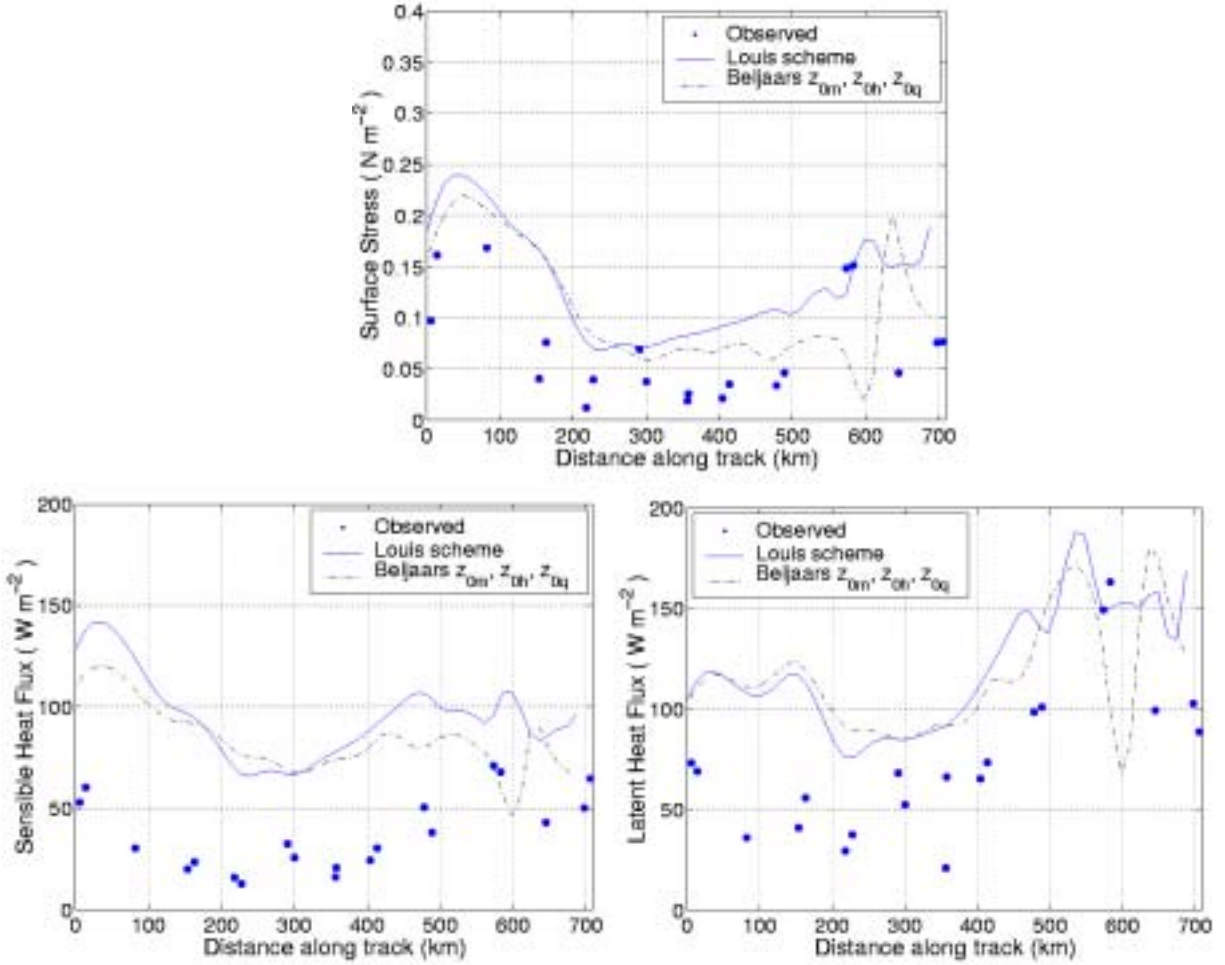 0.4
0.35
0.3
0.25
0.2
0.15
0.1
0.05
0
Surface Stress ( N m⁻² )
Observed
Louis scheme
Beljaars z0m, z0h, z0q
0 100 200 300 400 500 600 700
Distance along track (km)
200
150
100
50
0
Sensible Heat Flux ( W m⁻² )
Observed
Louis scheme
Beljaars z0m, z0h, z0q
0 100 200 300 400 500 600 700
Distance along track (km)
200
150
100
50
0
Latent Heat Flux ( W m⁻² )
Observed
Louis scheme
Beljaars z0m, z0h, z0q
0 100 200 300 400 500 600 700
Distance along track (km)